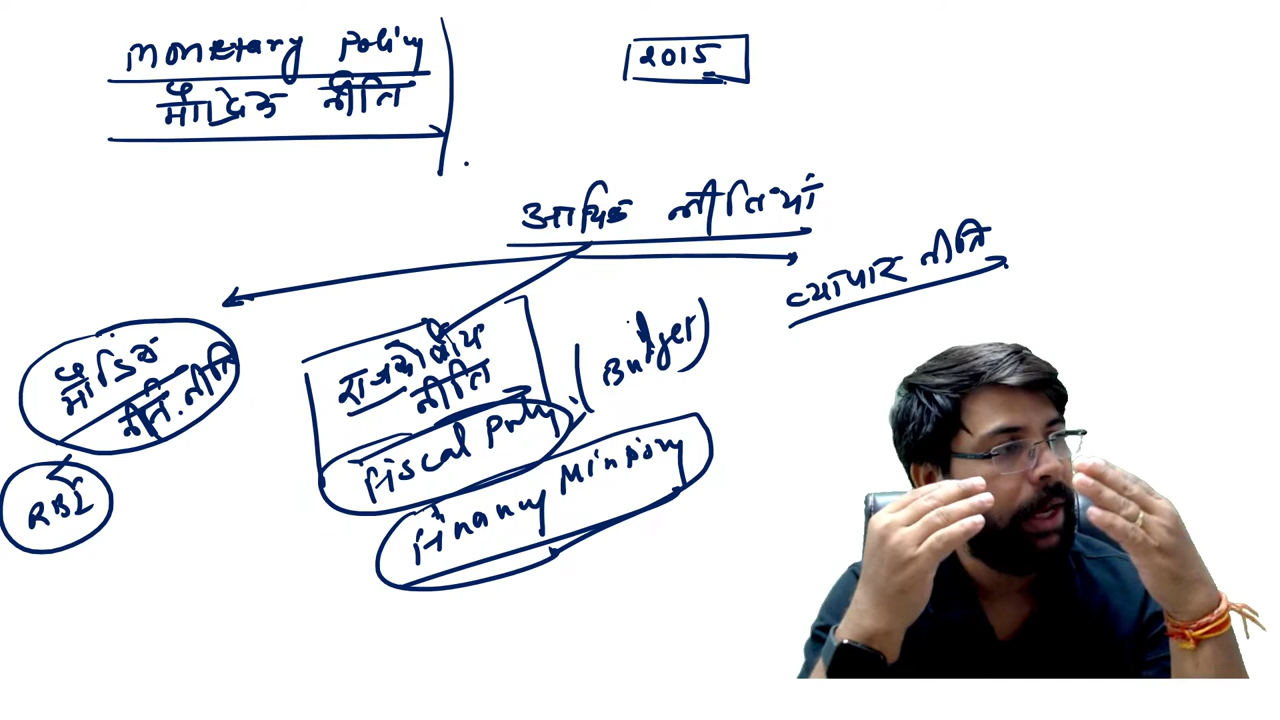 Monetary Policy
मौद्रिक नीति
2015
आर्थिक नीतियाँ
व्यापार नीति
मौद्रिक
नीति
RBI
राजकोषीय
नीति
(Budget)
Fiscal Policy
Finance Ministry